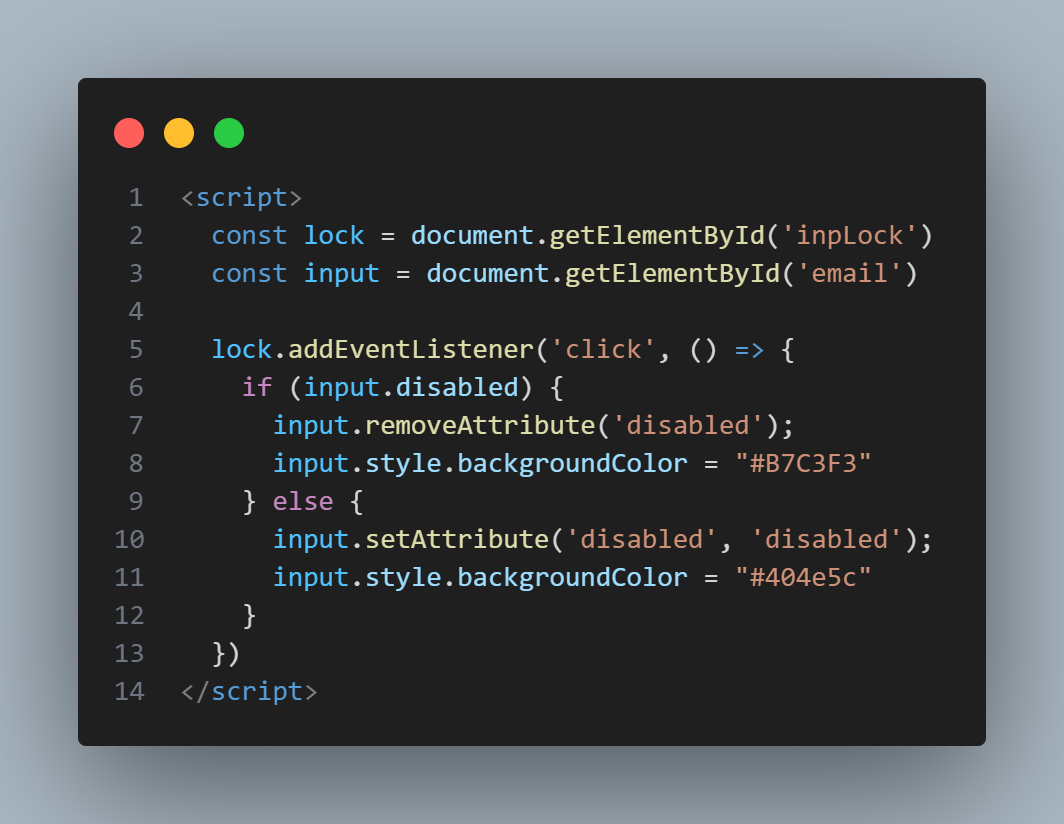 1 <script>
2   const lock = document.getElementById('inpLock')
3   const input = document.getElementById('email')
4
5   lock.addEventListener('click', () => {
6     if (input.disabled) {
7       input.removeAttribute('disabled');
8       input.style.backgroundColor = "#B7C3F3"
9     } else {
10       input.setAttribute('disabled', 'disabled');
11       input.style.backgroundColor = "#404e5c"
12     }
13   })
14 </script>